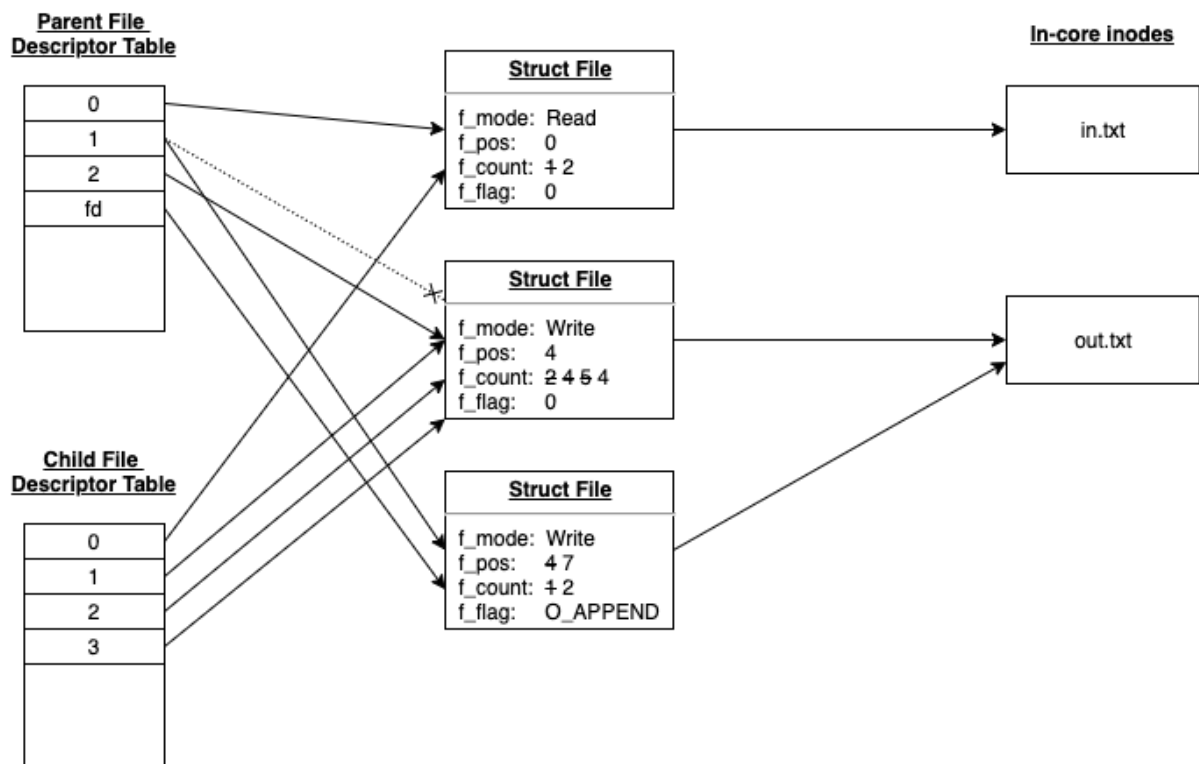 Parent File
Descriptor Table
0
1
2
fd
Child File
Descriptor Table
0
1
2
3
Struct File
f_mode: Read
f_pos: 0
f_count: 1 2
f_flag: 0
Struct File
f_mode: Write
f_pos: 4
f_count: 2 4 5 4
f_flag: 0
Struct File
f_mode: Write
f_pos: 4 7
f_count: 1 2
f_flag: O_APPEND
In-core inodes
in.txt
out.txt